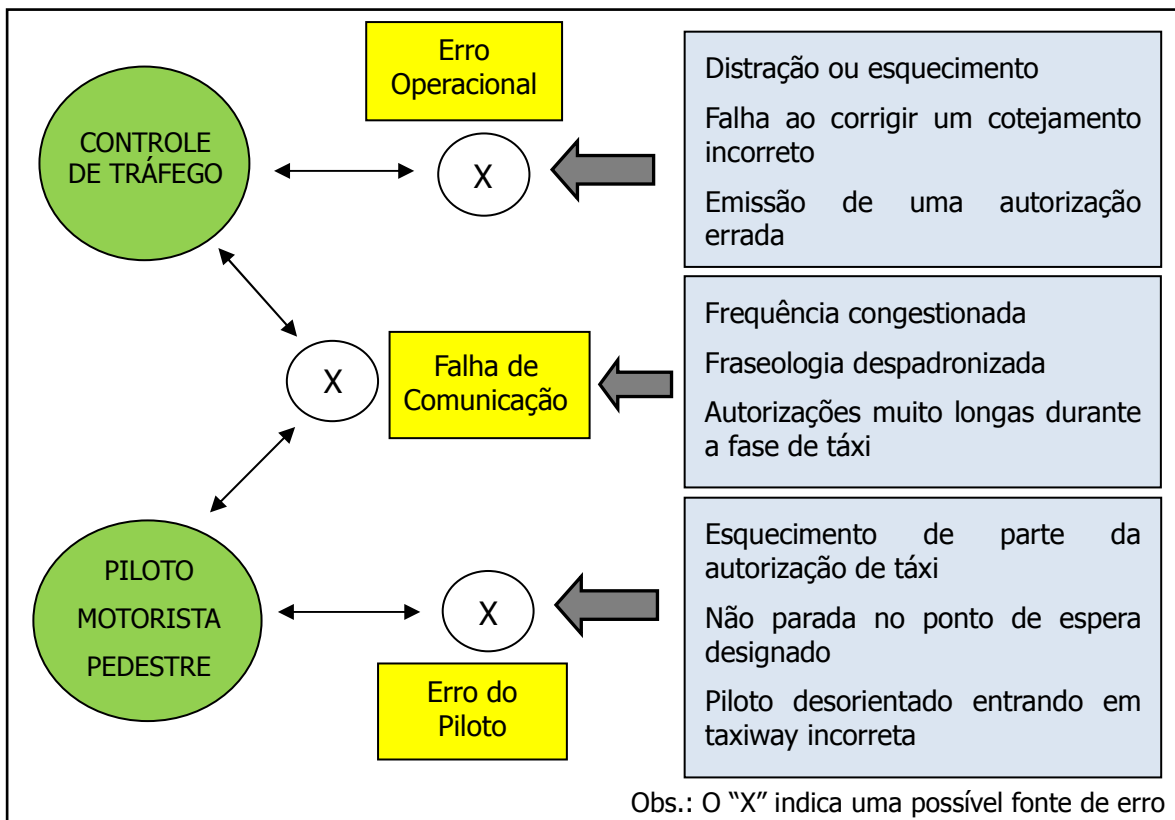 Erro
Operacional
CONTROLE
DE TRÁFEGO
X
Distração ou esquecimento
Falha ao corrigir um cotejamento
incorreto
Emissão de uma autorização
errada
X
Falha de
Comunicação
Frequência congestionada
Fraseologia despadronizada
Autorizações muito longas durante
a fase de táxi
PILOTO
MOTORISTA
PEDESTRE
X
Erro do
Piloto
Esquecimento de parte da
autorização de táxi
Não parada no ponto de espera
designado
Piloto desorientado entrando em
taxiway incorreta
Obs.: O “X” indica uma possível fonte de erro